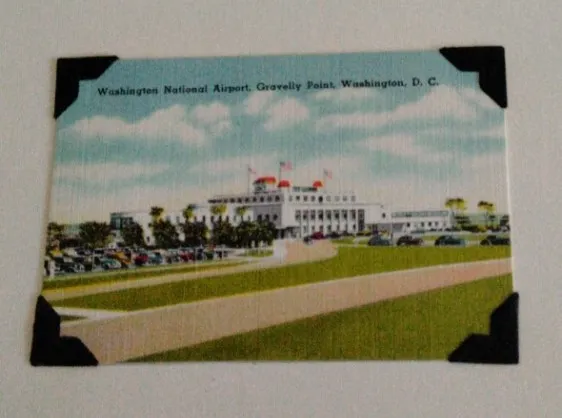 Washington National Airport, Gravelly Point, Washington, D. C.